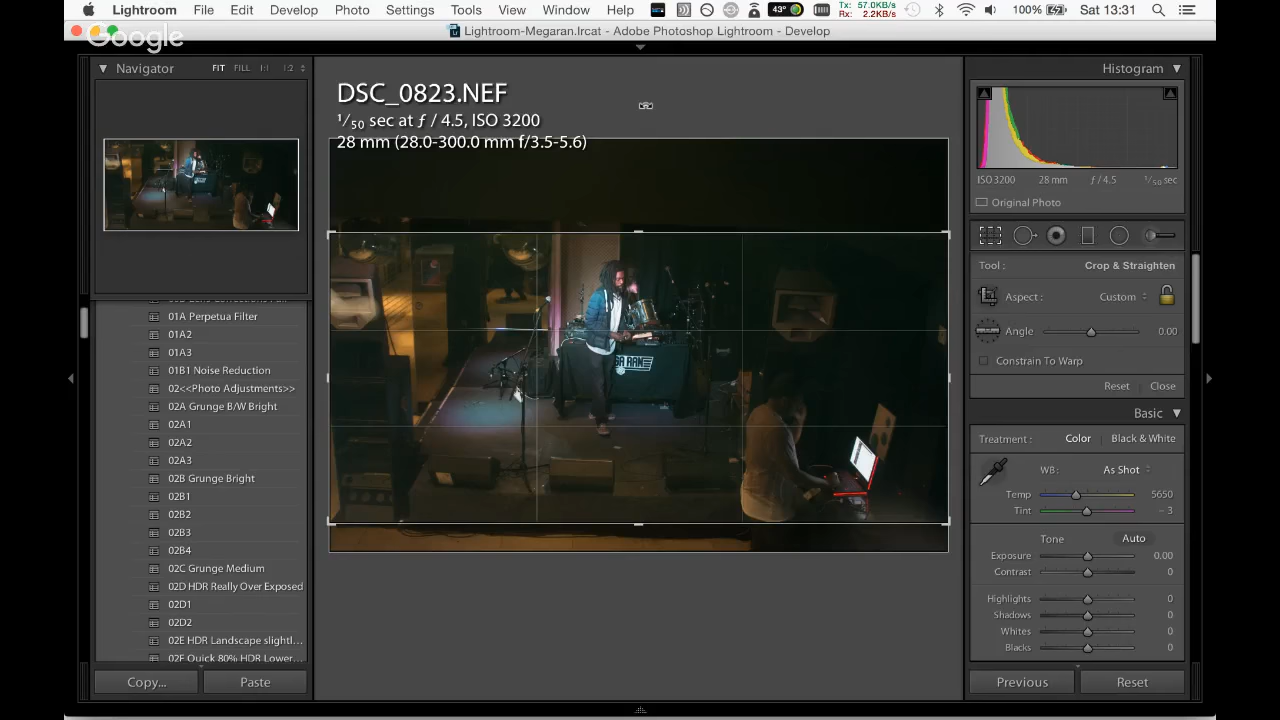 Lightroom File Edit Develop Photo Settings Tools View Window Help 43° Tx: 57.0KB/s Rx: 2.2KB/s 100% Sat 13:31
Google
Lightroom-Megaran.lrcat - Adobe Photoshop Lightroom - Develop
Navigator FIT FILL 1:1 1:2
01A Perpetua Filter
01A2
01A3
01B1 Noise Reduction
02<<Photo Adjustments>>
02A Grunge B/W Bright
02A1
02A2
02A3
02B Grunge Bright
02B1
02B2
02B3
02B4
02C Grunge Medium
02D HDR Really Over Exposed
02D1
02D2
02E HDR Landscape slightl...
02F Quick 80% HDR Lower...
Copy... Paste
DSC_0823.NEF
1/50 sec at ƒ / 4.5, ISO 3200
28 mm (28.0-300.0 mm f/3.5-5.6)
Histogram
ISO 3200 28 mm ƒ / 4.5 1/50 sec
Original Photo
Tool : Crop & Straighten
Aspect : Custom
Angle 0.00
Constrain To Warp
Reset Close
Basic
Treatment : Color Black & White
WB : As Shot
Temp 5650
Tint – 3
Tone Auto
Exposure 0.00
Contrast 0
Highlights 0
Shadows 0
Whites 0
Blacks 0
Previous Reset